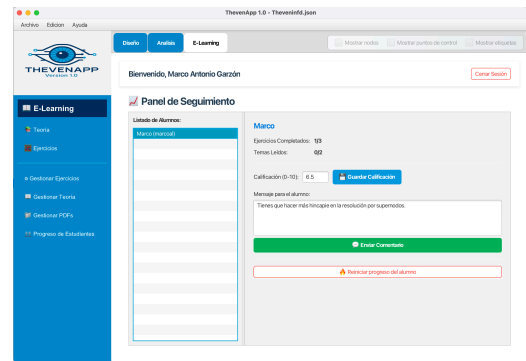 ThevenApp 1.0 - Theveninfd.json
Archivo Edicion Ayuda
Diseño Analisis E-Learning Mostrar nodos Mostrar puntos de control Mostrar etiquetas
THEVENAPP
Version 1.0
Bienvenido, Marco Antonio Garzón Cerrar Sesión
E-Learning
Teoria
Ejercicios
Gestionar Ejercicios
Gestionar Teoria
Gestionar PDFs
Progreso de Estudiantes
Panel de Seguimiento
Listado de Alumnos:
Marco (marcoal)
Marco
Ejercicios Completados: 1/3
Temas Leídos: 0/2
Calificación (0-10): 6.5 Guardar Calificación
Mensaje para el alumno:
Tienes que hacer más hincapie en la resolución por supernodos.
Enviar Comentario
Reiniciar progreso del alumno